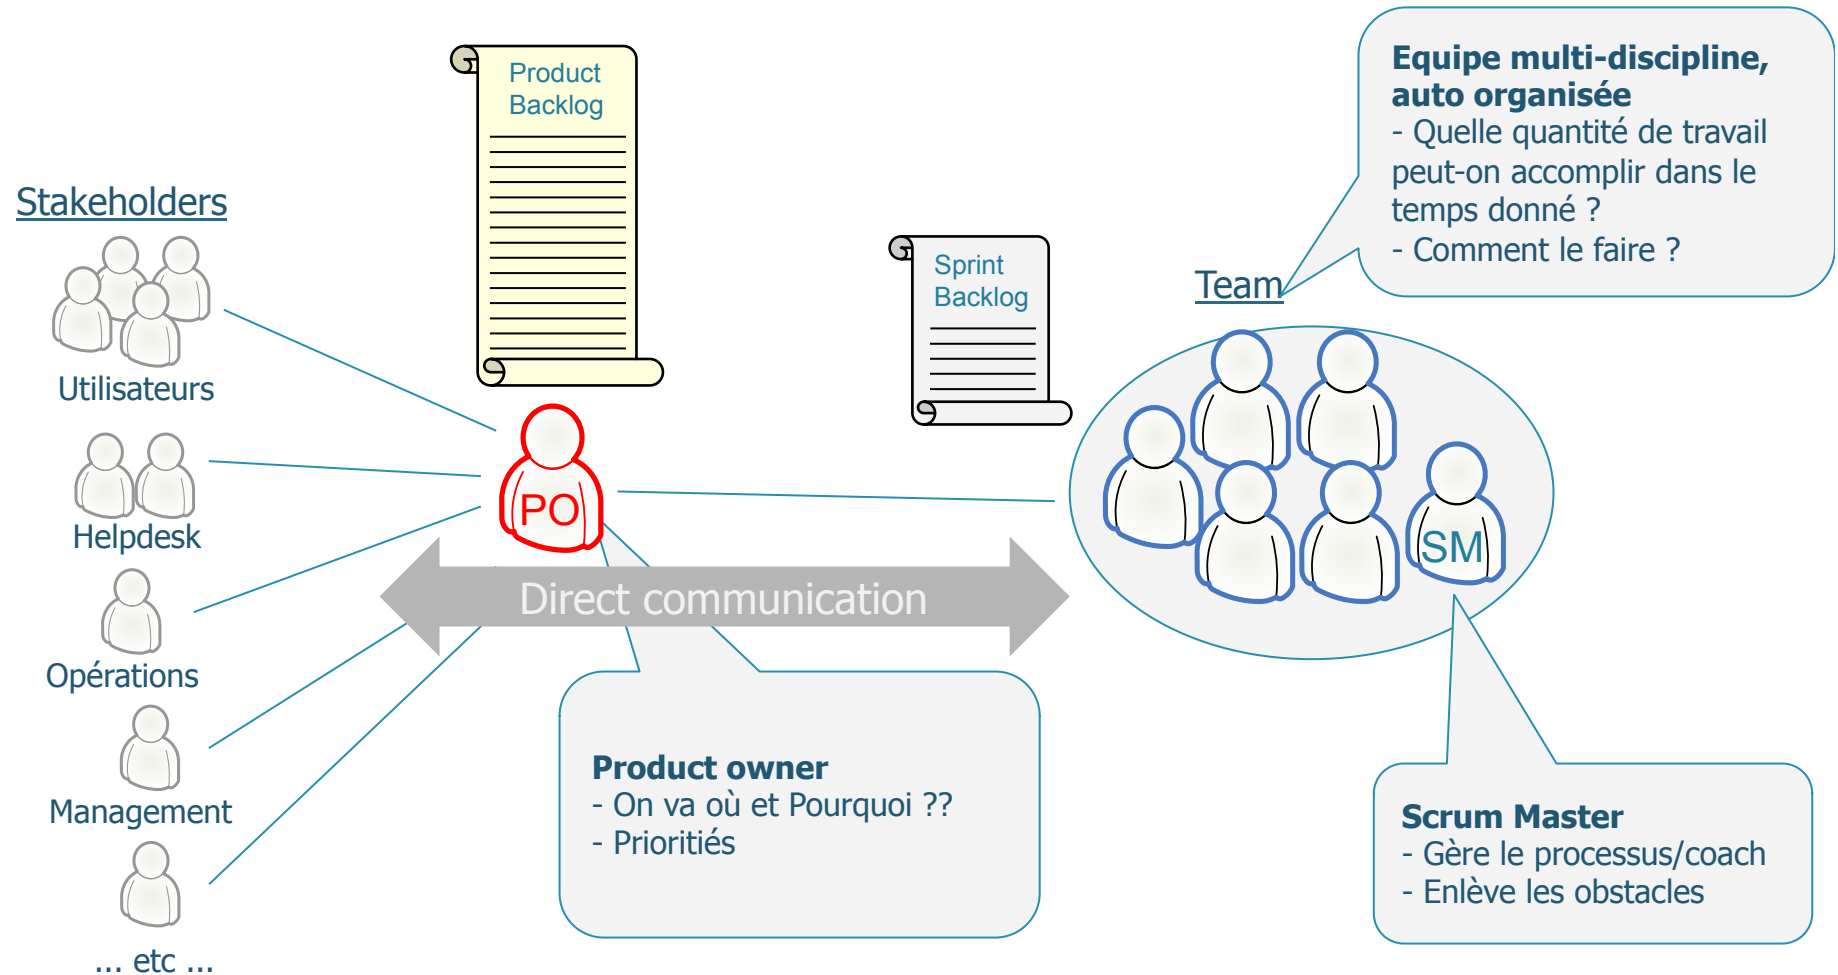 Product
Backlog
Equipe multi-discipline,
auto organisée
- Quelle quantité de travail
peut-on accomplir dans le
temps donné ?
- Comment le faire ?
Stakeholders
Sprint
Backlog
Team
Utilisateurs
PO
Helpdesk
SM
Direct communication
Opérations
Product owner
- On va où et Pourquoi ??
- Prioritiés
Management
Scrum Master
- Gère le processus/coach
- Enlève les obstacles
... etc ...